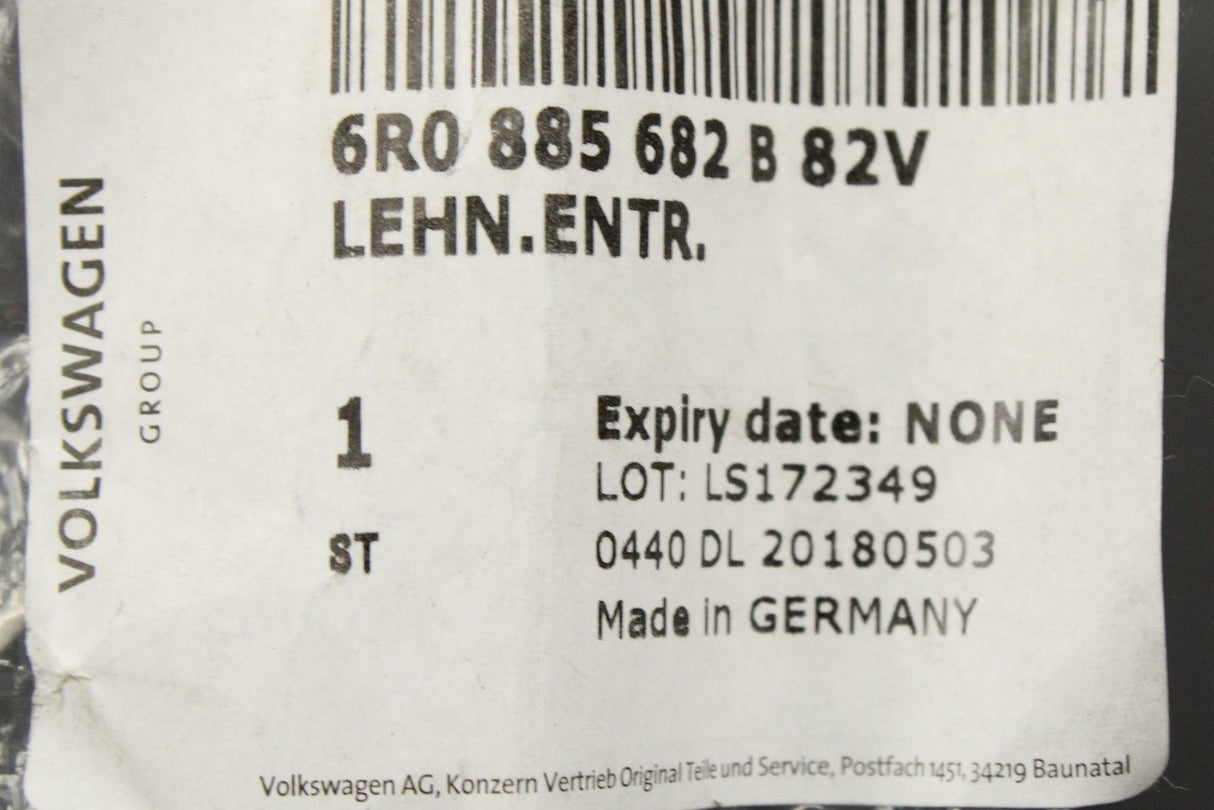 VOLKSWAGEN
GROUP
6R0 885 682 B 82V
LEHN.ENTR.
1
ST
Expiry date: NONE
LOT: LS172349
0440 DL 20180503
Made in GERMANY
Volkswagen AG, Konzern Vertrieb Original Teile und Service, Postfach 1451, 34219 Baunatal